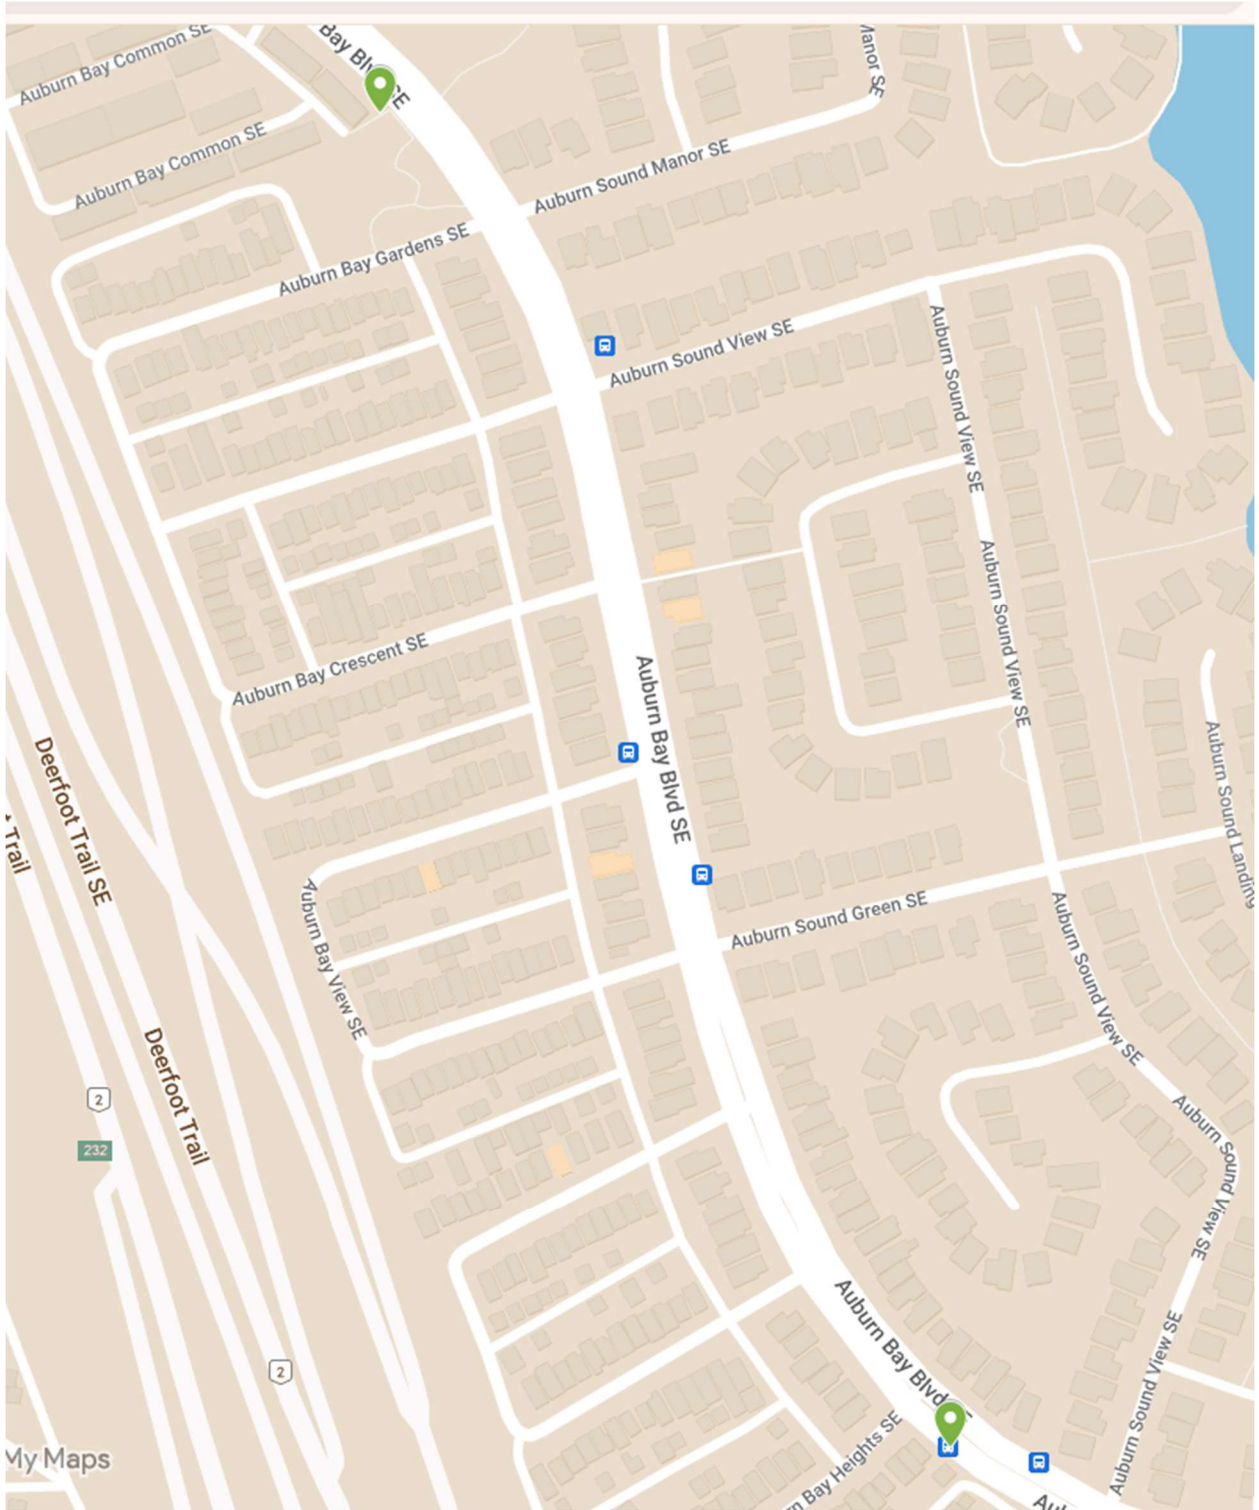 Auburn Bay Common SE
Bay Blvd SE
Manor SE
Auburn Bay Common SE
Auburn Sound Manor SE
Auburn Bay Gardens SE
Auburn Sound View SE
Auburn Sound View SE
Auburn Sound View SE
Auburn Bay Crescent SE
Auburn Bay Blvd SE
Deerfoot Trail SE
Trail
Auburn Sound Landing
Auburn Bay View SE
Auburn Sound Green SE
Auburn Sound View SE
Deerfoot Trail
2
232
Auburn Sound View SE
Auburn Bay Blvd
2
Auburn Sound View SE
Bay Heights SE
My Maps